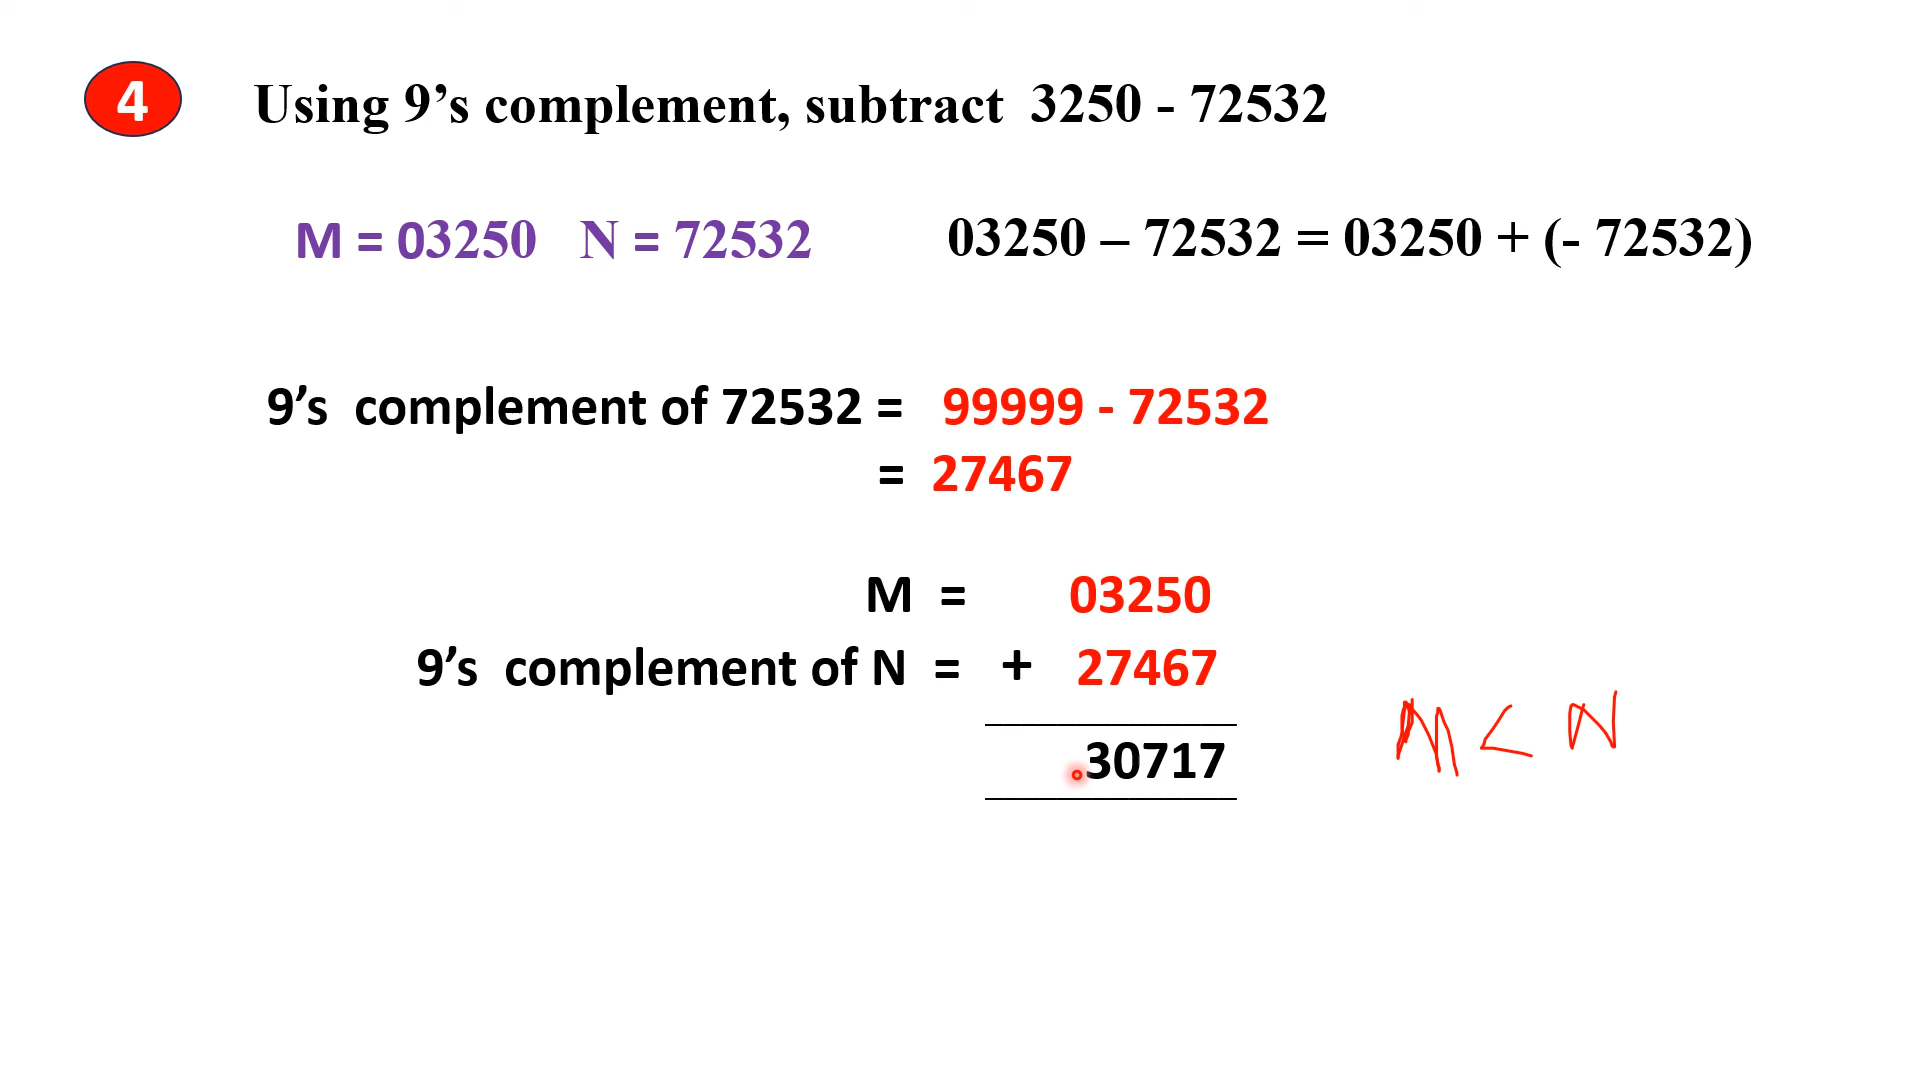 4 Using 9’s complement, subtract 3250 - 72532
M = 03250 N = 72532 03250 – 72532 = 03250 + (- 72532)
9’s complement of 72532 = 99999 - 72532
= 27467
M = 03250
9’s complement of N = + 27467
30717
M < N